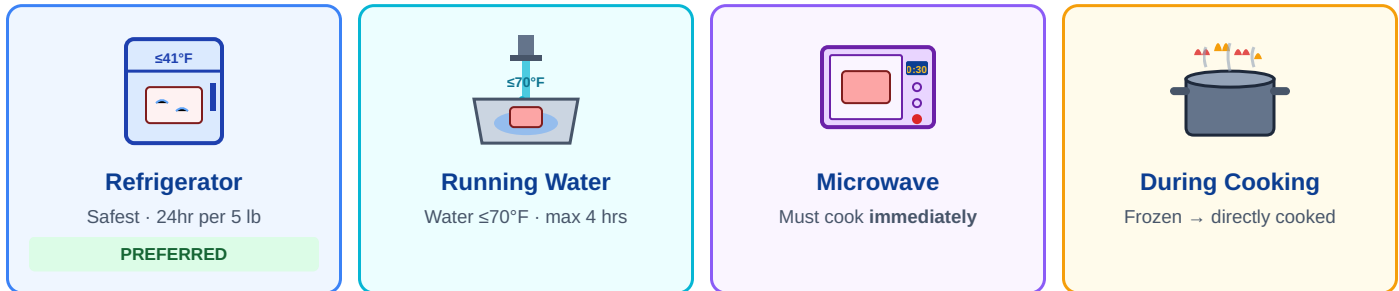 ≤41°F
Refrigerator
Safest · 24hr per 5 lb
PREFERRED
≤70°F
Running Water
Water ≤70°F · max 4 hrs
0:30
Microwave
Must cook immediately
During Cooking
Frozen → directly cooked